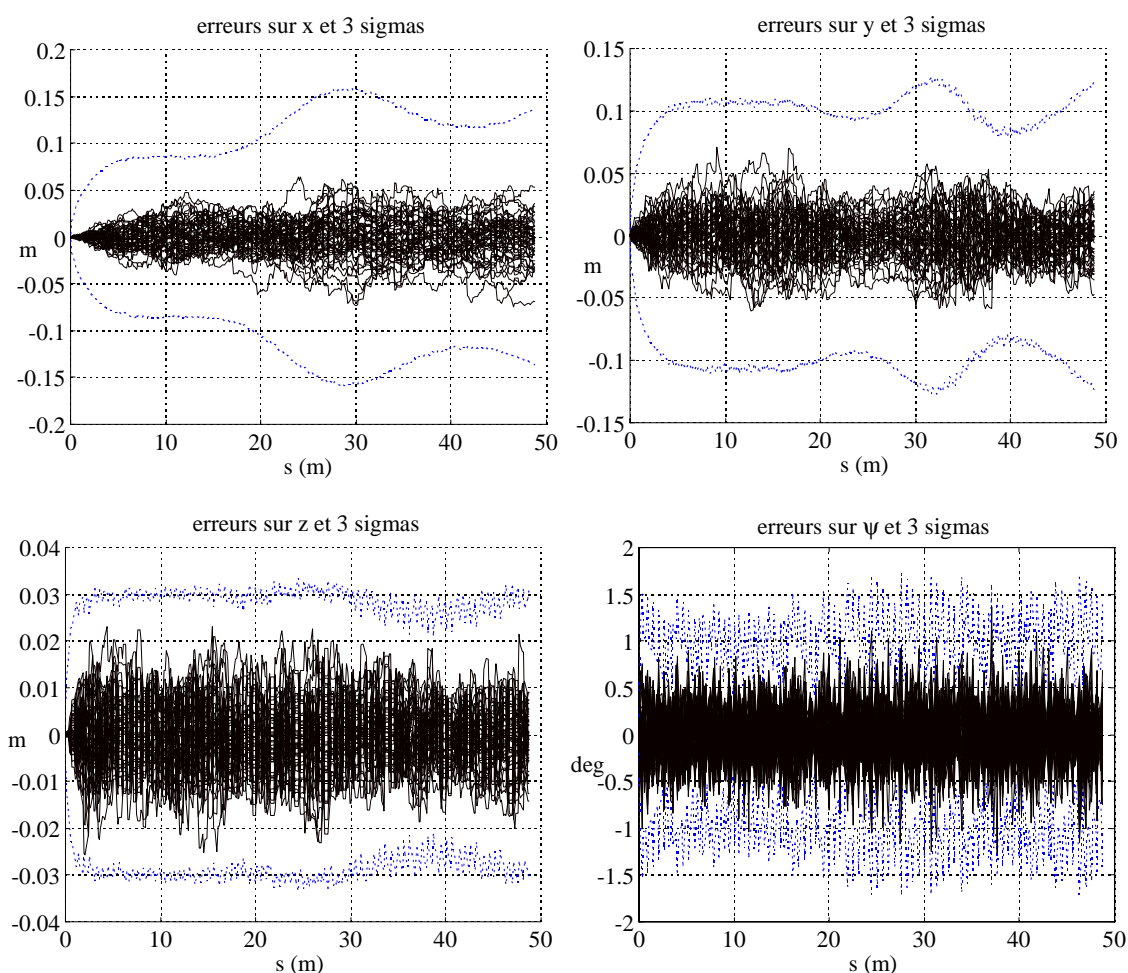 erreurs sur x et 3 sigmas
0.2
0.15
0.1
0.05
0
m
-0.05
-0.1
-0.15
-0.2
0 10 20 30 40 50
s (m)
erreurs sur y et 3 sigmas
0.15
0.1
0.05
0
m
-0.05
-0.1
-0.15
0 10 20 30 40 50
s (m)
erreurs sur z et 3 sigmas
0.04
0.03
0.02
0.01
0
m
-0.01
-0.02
-0.03
-0.04
0 10 20 30 40 50
s (m)
erreurs sur ψ et 3 sigmas
2
1.5
1
0.5
0
deg
-0.5
-1
-1.5
-2
0 10 20 30 40 50
s (m)